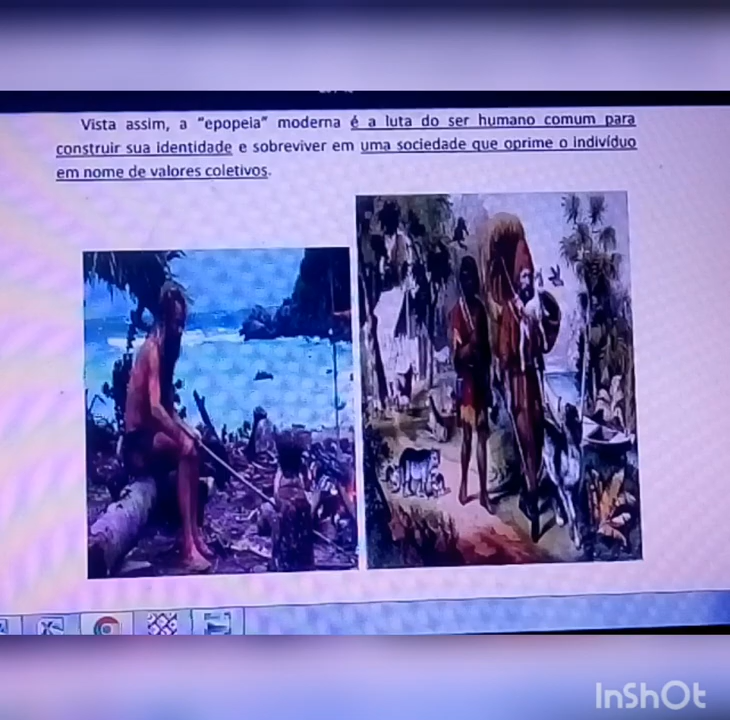 Vista assim, a "epopeia" moderna é a luta do ser humano comum para
construir sua identidade e sobreviver em uma sociedade que oprime o indivíduo
em nome de valores coletivos.
InShOt